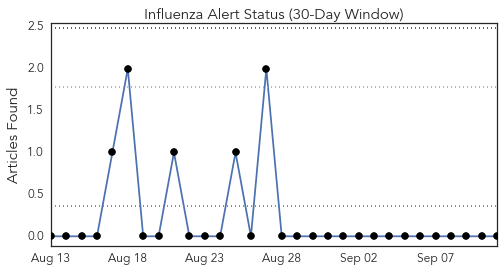 Influenza Alert Status (30-Day Window)
Articles Found
2.5
2.0
1.5
1.0
0.5
0.0
Aug 13 Aug 18 Aug 23 Aug 28 Sep 02 Sep 07